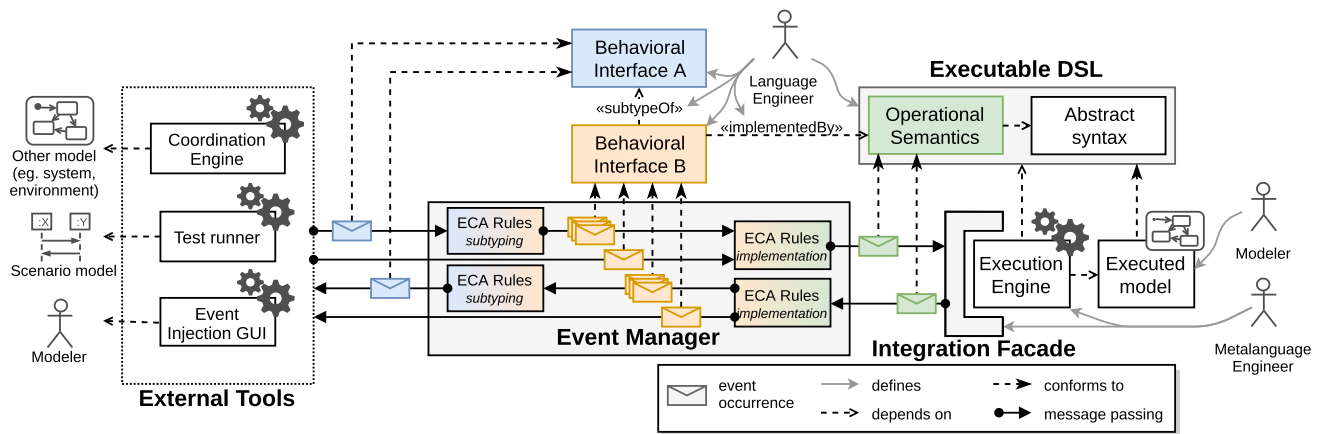 Behavioral
Interface A
Language
Engineer
Executable DSL
«subtypeOf»
«implementedBy»
Operational
Semantics
Abstract
syntax
Behavioral
Interface B
Coordination
Engine
Other model
(eg. system,
environment)
:X
:Y
Test runner
Scenario model
Event
Injection GUI
Modeler
External Tools
ECA Rules
subtyping
ECA Rules
implementation
ECA Rules
subtyping
ECA Rules
implementation
Event Manager
Execution
Engine
Executed
model
Integration Facade
Modeler
Metalanguage
Engineer
event
occurrence
defines
depends on
conforms to
message passing